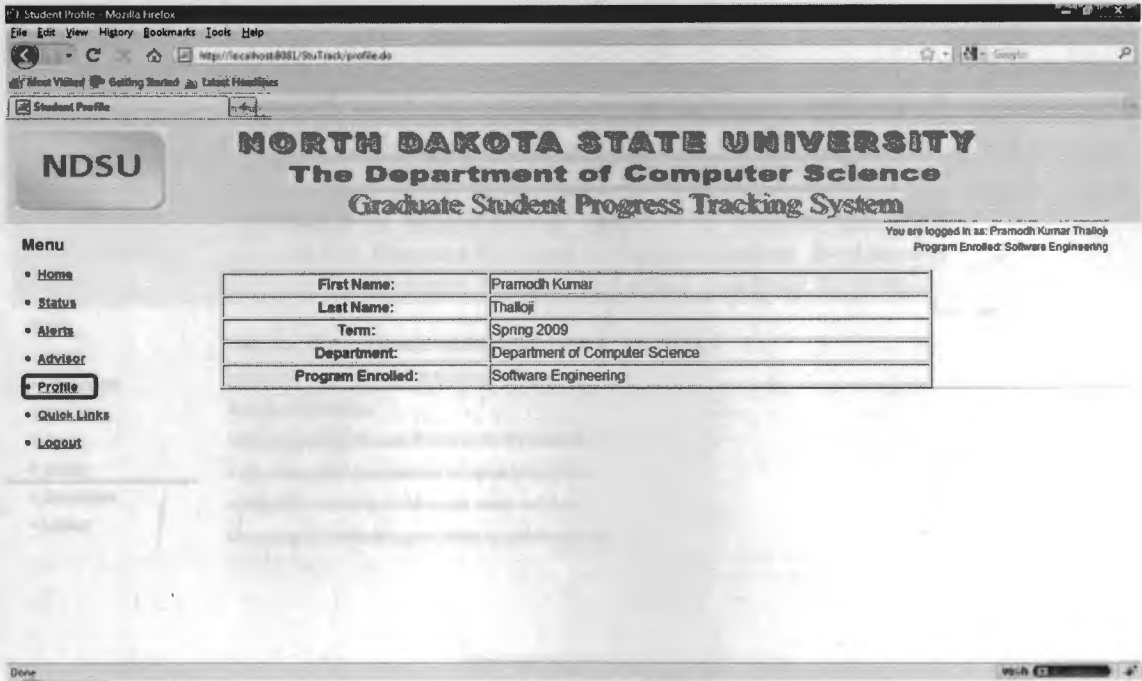 Student Profile - Mozilla Firefox
File Edit View History Bookmarks Tools Help
http://localhost:8081/StuTrack/profile.do
Google
Most Visited Getting Started Latest Headlines
Student Profile
NDSU
NORTH DAKOTA STATE UNIVERSITY
The Department of Computer Science
Graduate Student Progress Tracking System
You are logged in as: Pramodh Kumar Thalloji
Program Enrolled: Software Engineering
Menu
• Home
• Status
• Alerts
• Advisor
• Profile
• Quick Links
• Logout
First Name: Pramodh Kumar
Last Name: Thalloji
Term: Spring 2009
Department: Department of Computer Science
Program Enrolled: Software Engineering
Done